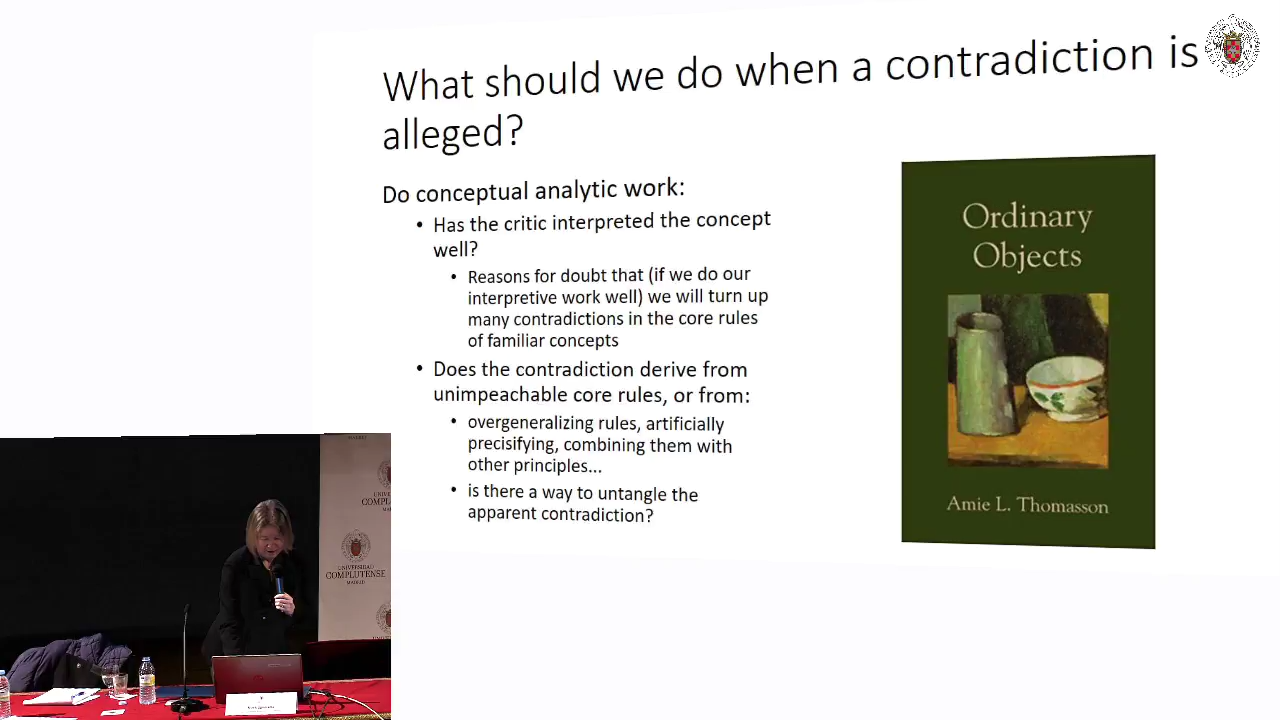 What should we do when a contradiction is
alleged?
Do conceptual analytic work:
• Has the critic interpreted the concept
well?
• Reasons for doubt that (if we do our
interpretive work well) we will turn up
many contradictions in the core rules
of familiar concepts
• Does the contradiction derive from
unimpeachable core rules, or from:
• overgeneralizing rules, artificially
precisifying, combining them with
other principles...
• is there a way to untangle the
apparent contradiction?
Ordinary
Objects
Amie L. Thomasson
UNIVERSIDAD
COMPLUTENSE
MADRID